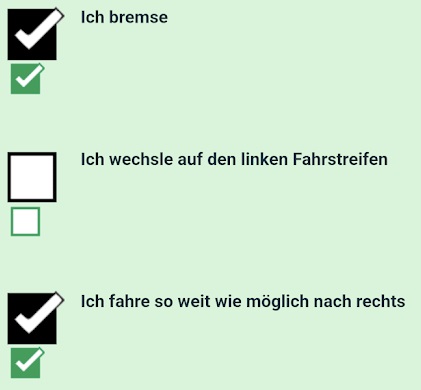 Ich bremse
Ich wechsle auf den linken Fahrstreifen
Ich fahre so weit wie möglich nach rechts